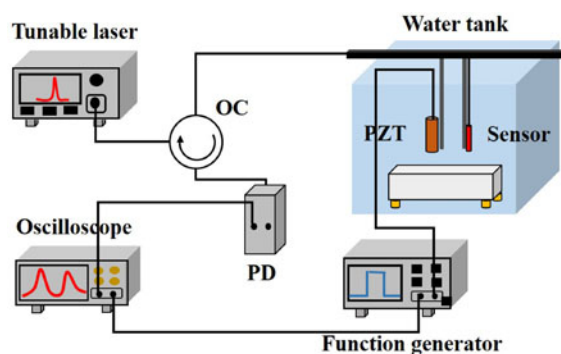 Tunable laser
Water tank
OC
PZT
Sensor
Oscilloscope
PD
Function generator